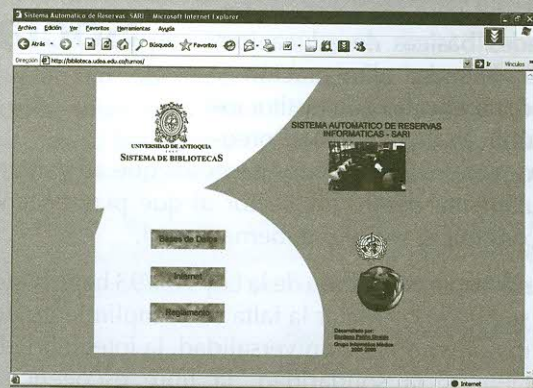 Sistema Automatico de Reservas SARI - Microsoft Internet Explorer
Archivo Edición Ver Favoritos Herramientas Ayuda
Atrás Búsqueda Favoritos
Dirección http://biblioteca.udea.edu.co/turnos/ Ir Vínculos
UNIVERSIDAD DE ANTIOQUIA
SISTEMA DE BIBLIOTECAS
Bases de Datos
Internet
Reglamento
SISTEMA AUTOMATICO DE RESERVAS
INFORMATICAS - SARI
Desarrollado por:
Grupo Informática Médica
Internet